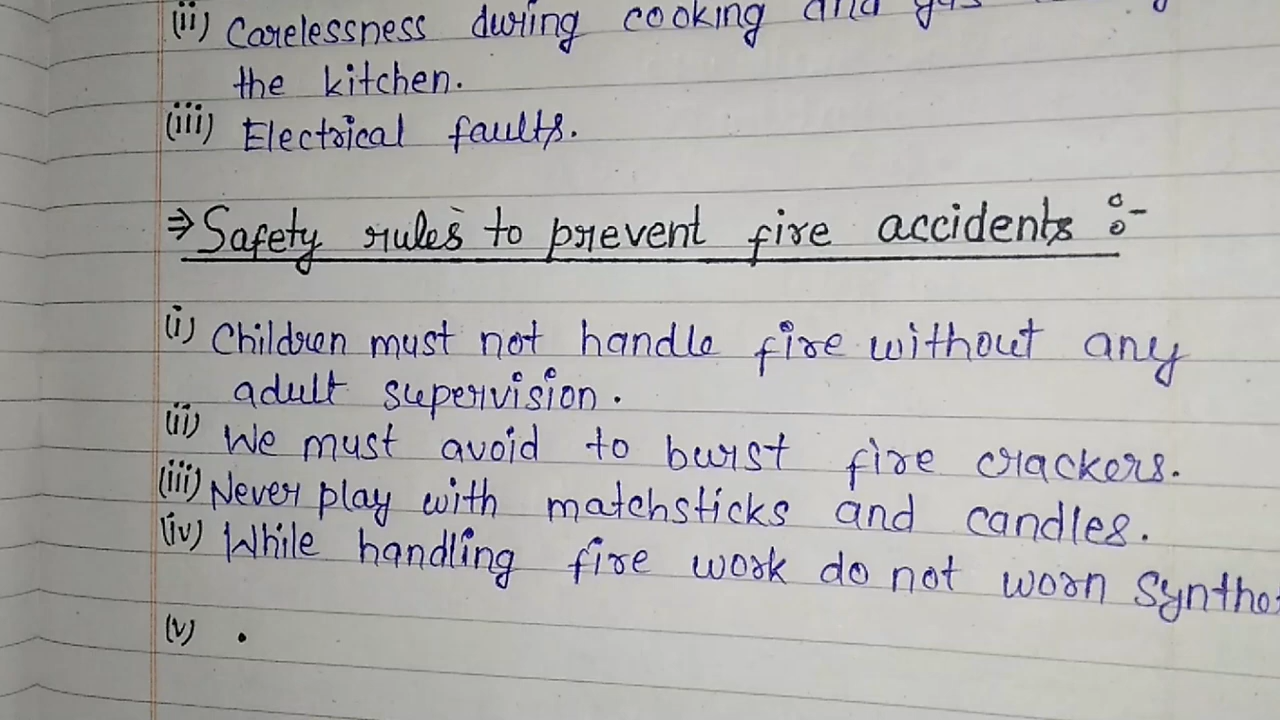 (ii) Carelessness during cooking and gas
the kitchen.
(iii) Electrical faults.
⇒ Safety rules to prevent fire accidents :-
(i) Children must not handle fire without any
adult supervision.
(ii) We must avoid to burst fire crackers.
(iii) Never play with matchsticks and candles.
(iv) While handling fire work do not worn
(v) .